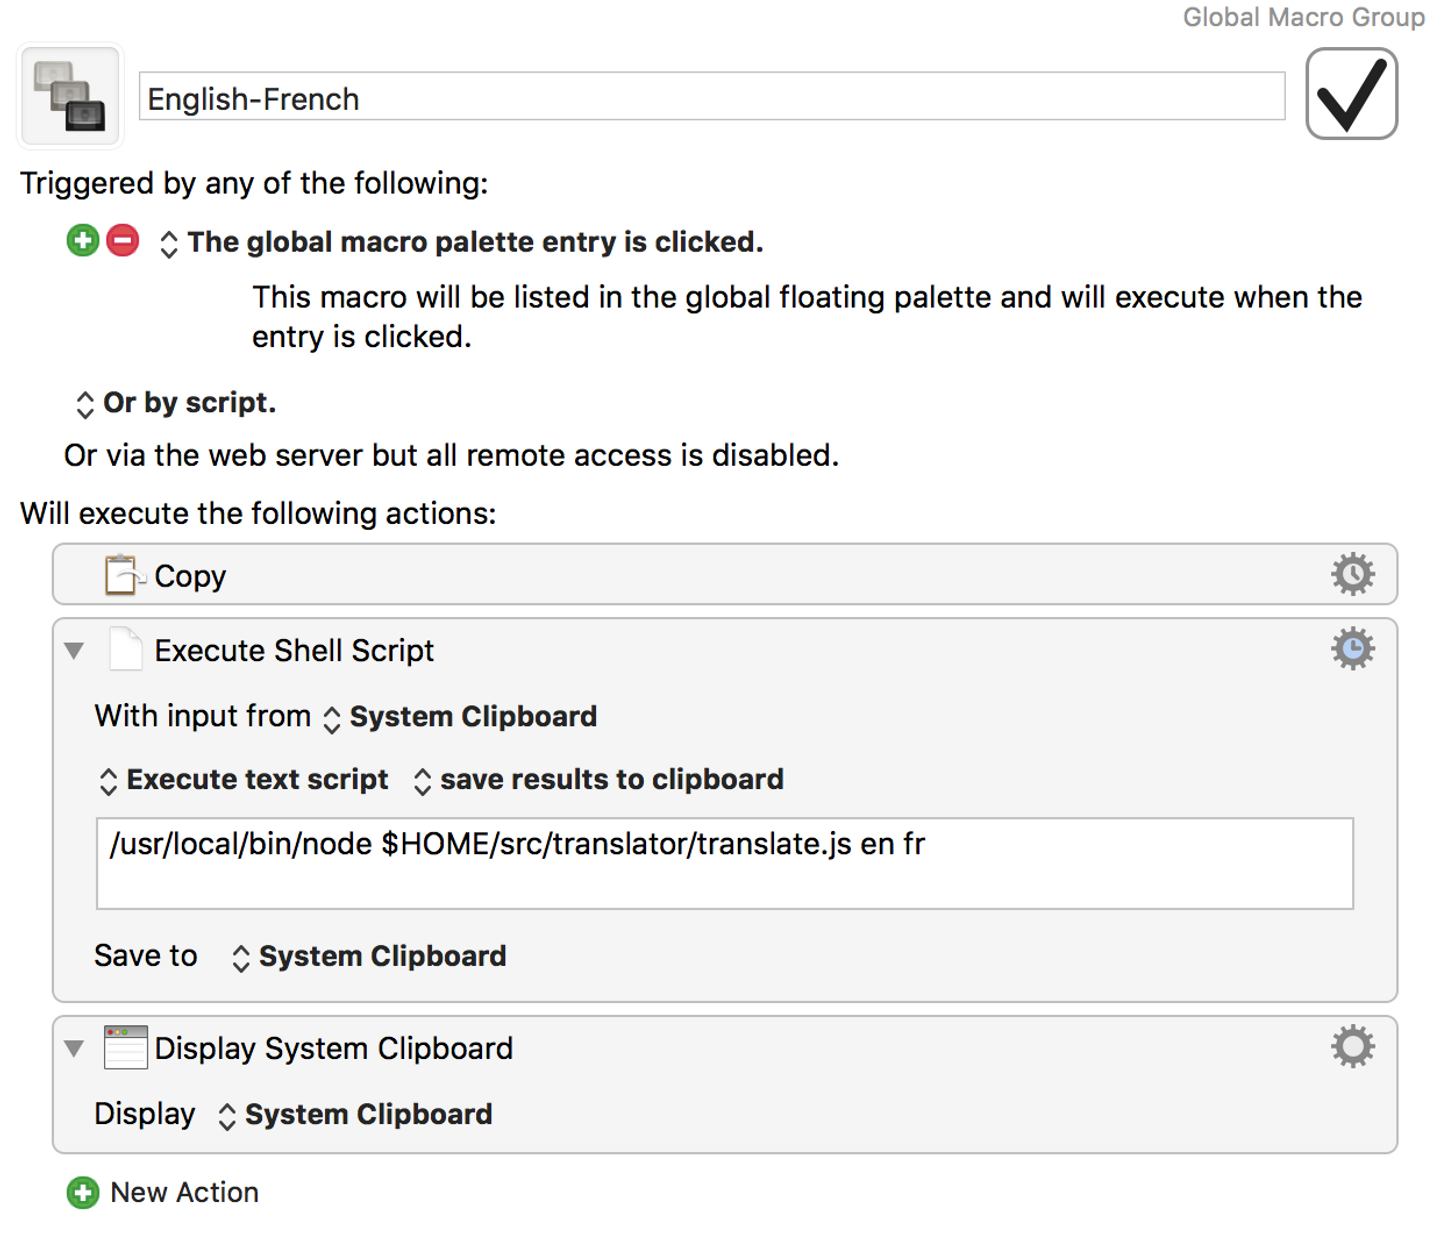 Global Macro Group
English-French
Triggered by any of the following:
The global macro palette entry is clicked.
This macro will be listed in the global floating palette and will execute when the
entry is clicked.
Or by script.
Or via the web server but all remote access is disabled.
Will execute the following actions:
Copy
Execute Shell Script
With input from System Clipboard
Execute text script save results to clipboard
/usr/local/bin/node $HOME/src/translator/translate.js en fr
Save to System Clipboard
Display System Clipboard
Display System Clipboard
New Action